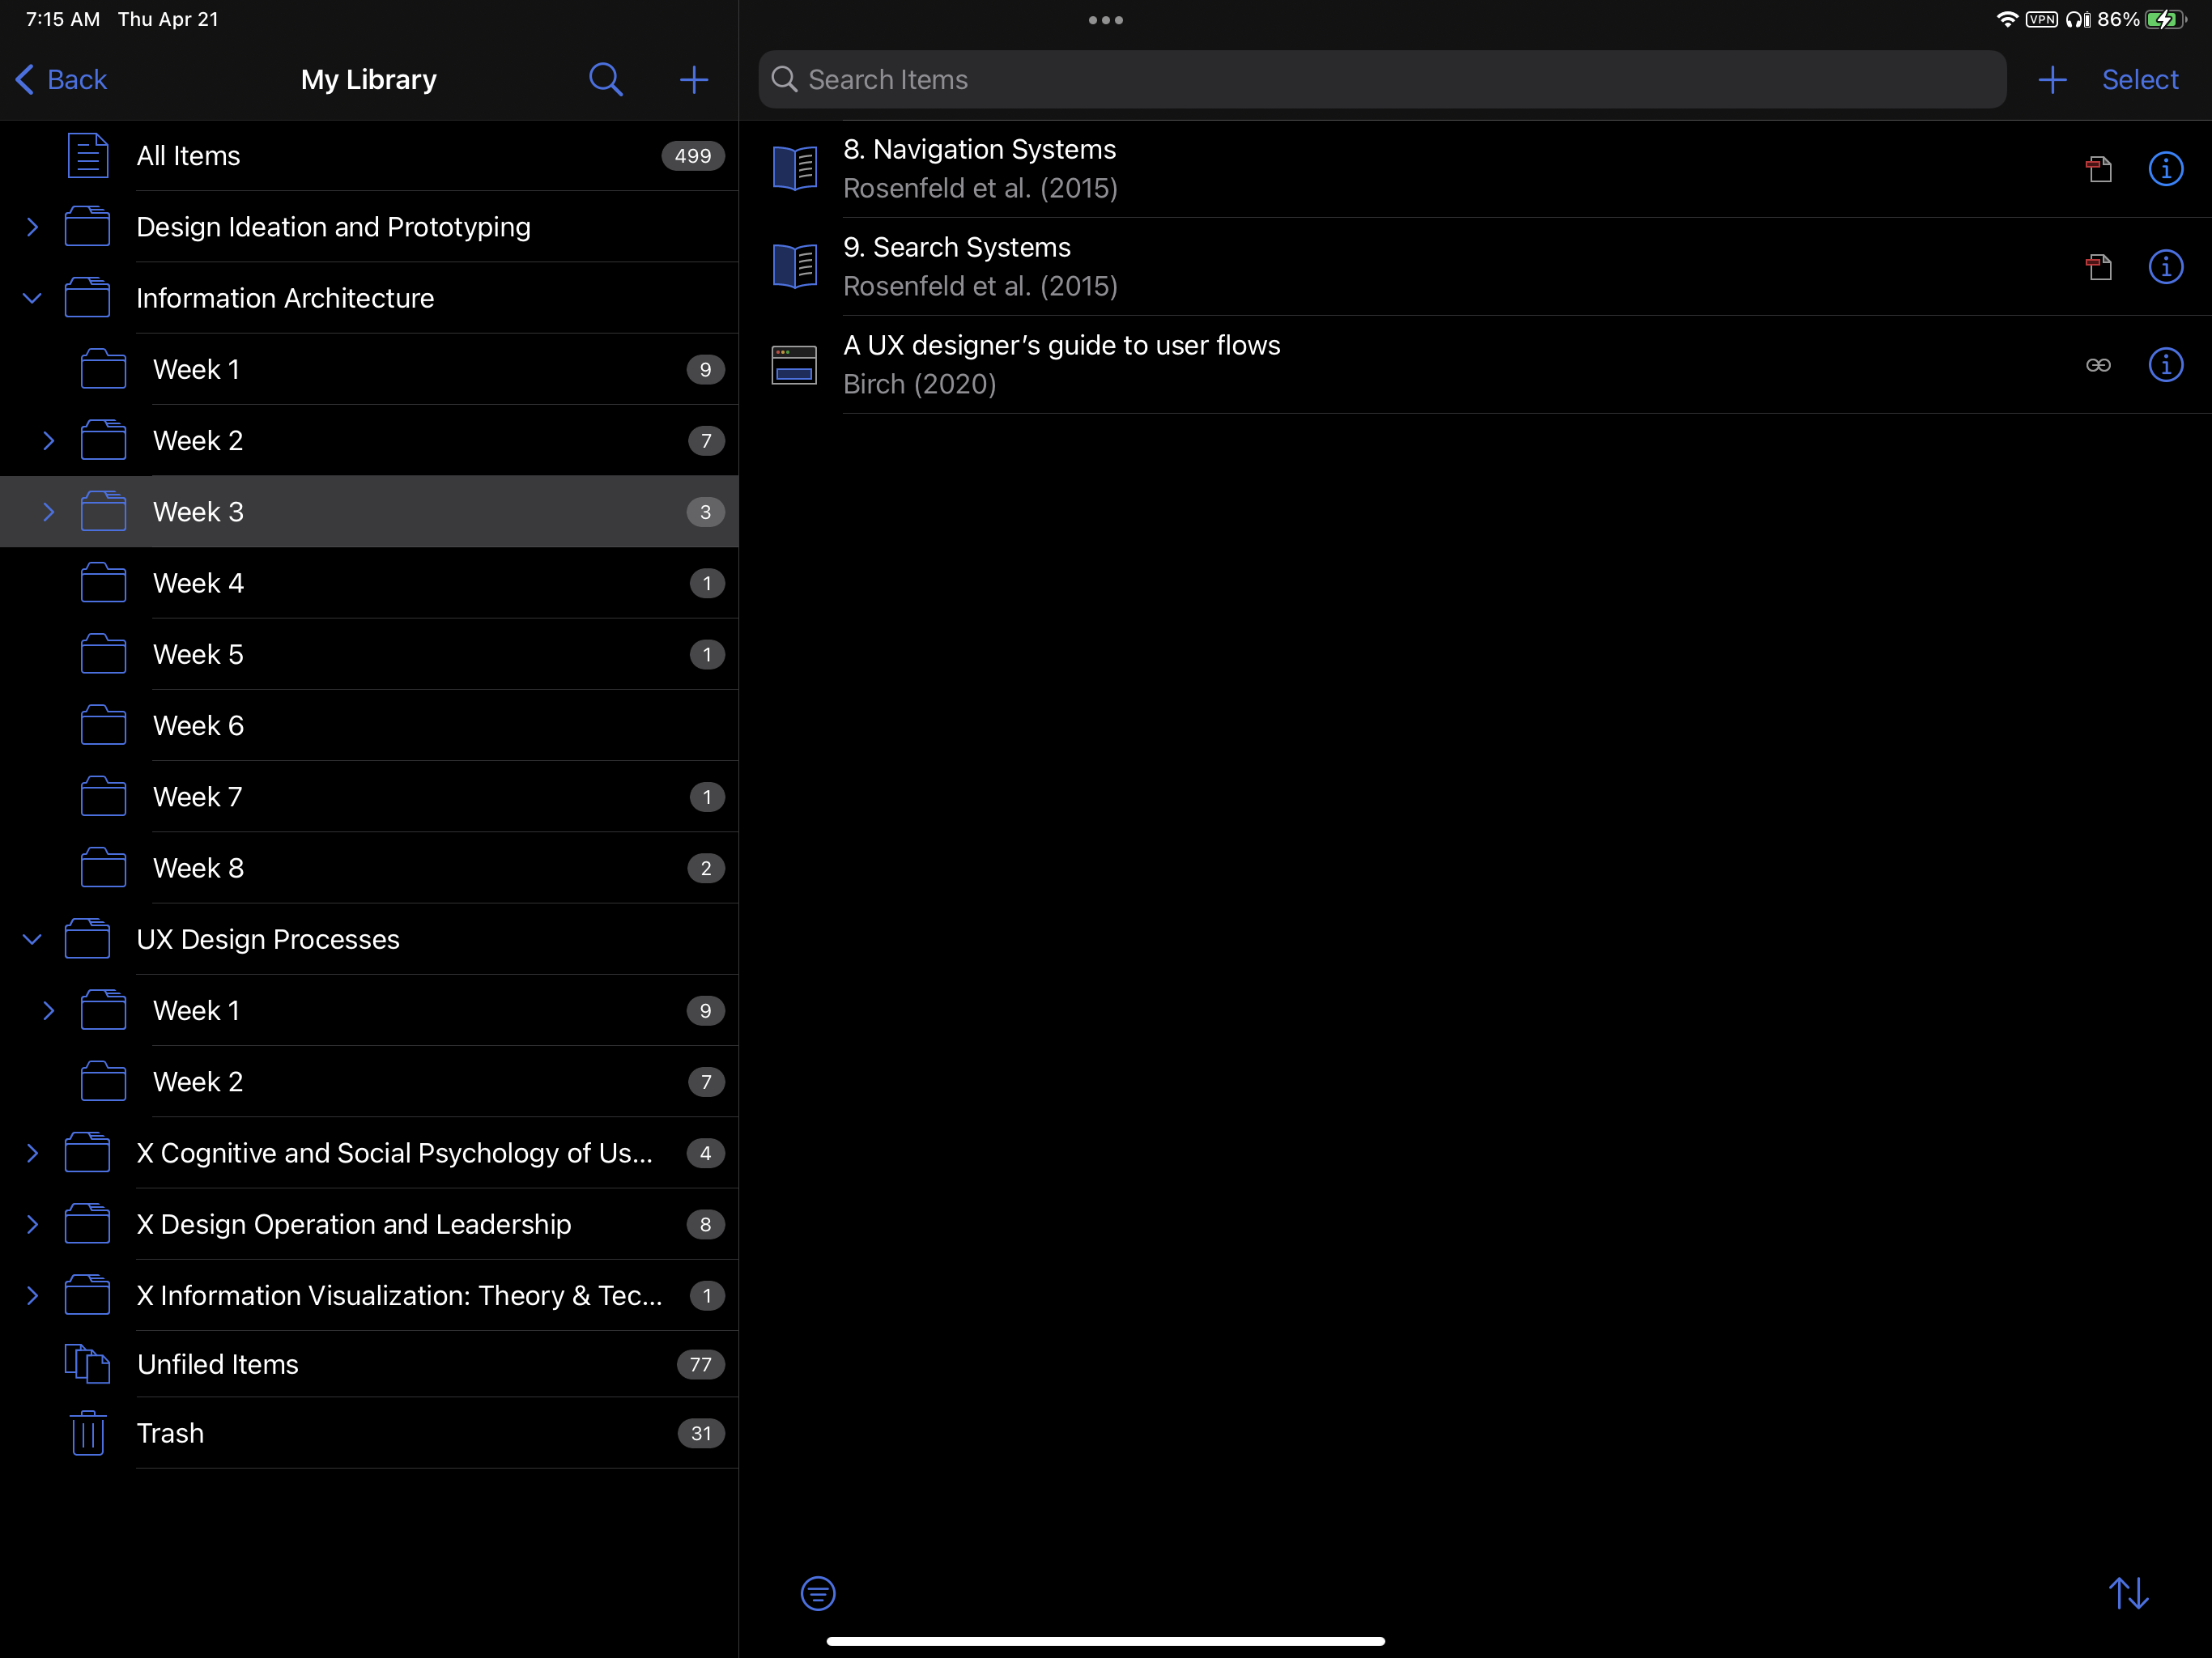 7:15 AM Thu Apr 21
VPN 86%
Back
My Library
Search Items
Select
All Items 499
Design Ideation and Prototyping
Information Architecture
Week 1 9
Week 2 7
Week 3 3
Week 4 1
Week 5 1
Week 6
Week 7 1
Week 8 2
UX Design Processes
Week 1 9
Week 2 7
X Cognitive and Social Psychology of Us... 4
X Design Operation and Leadership 8
X Information Visualization: Theory & Tec... 1
Unfiled Items 77
Trash 31
8. Navigation Systems
Rosenfeld et al. (2015)
9. Search Systems
Rosenfeld et al. (2015)
A UX designer’s guide to user flows
Birch (2020)